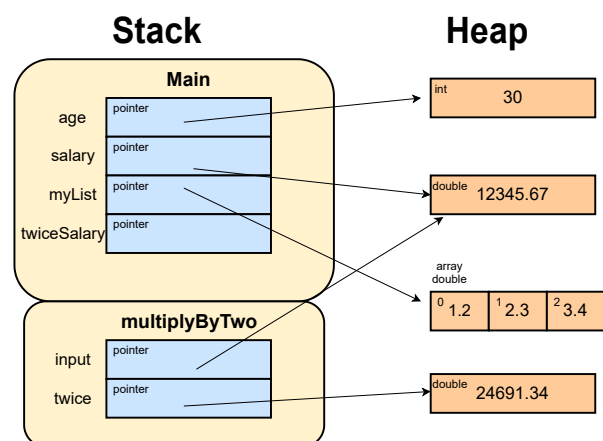 Stack
Heap
Main
age
pointer
int
30
salary
pointer
myList
pointer
double
12345.67
twiceSalary
pointer
array
double
0
1.2
1
2.3
2
3.4
multiplyByTwo
input
pointer
twice
pointer
double
24691.34